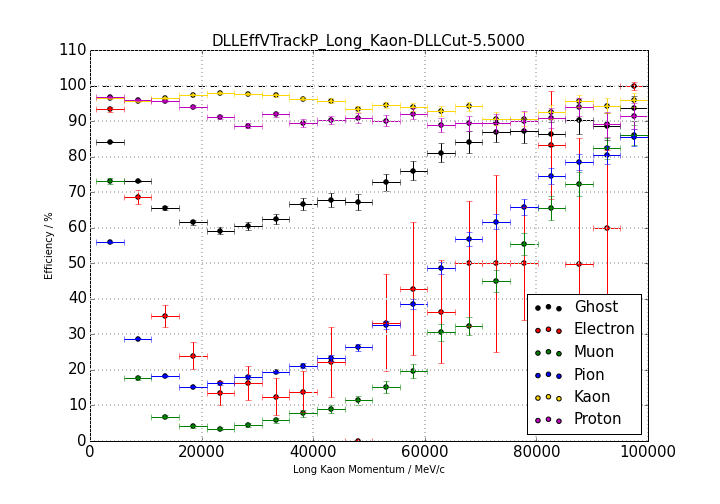 DLLEffVTrackP_Long_Kaon-DLLCut-5.5000
110
100
90
80
70
60
50
40
30
20
10
0
Efficiency / %
Ghost
Electron
Muon
Pion
Kaon
Proton
0 20000 40000 60000 80000 100000
Long Kaon Momentum / MeV/c